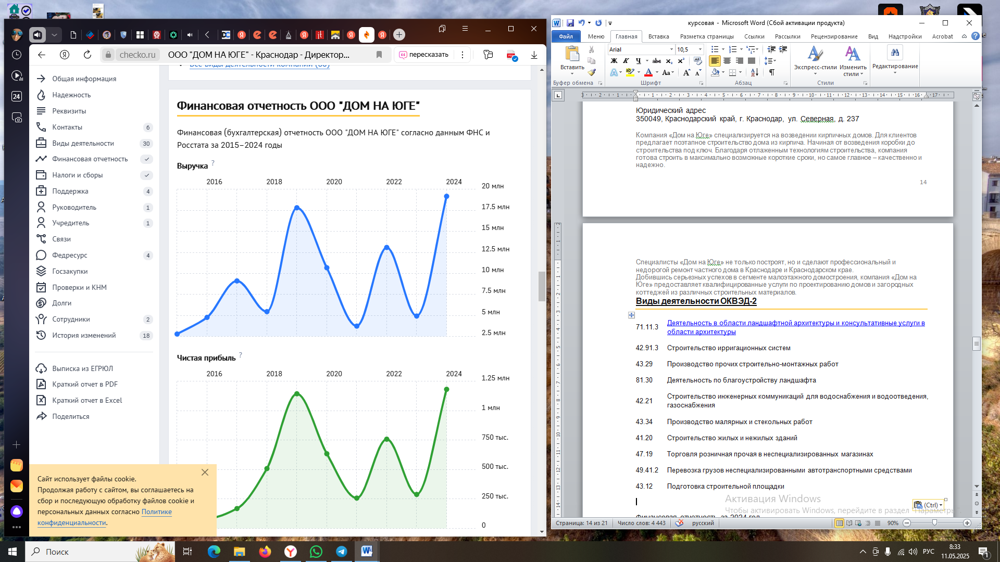 checko.ru
ООО "ДОМ НА ЮГЕ" - Краснодар - Директор...
пересказать
24
Все виды деятельности компании (30)
Общая информация
Надежность
Реквизиты
Контакты 6
Виды деятельности 30
Финансовая отчетность
Налоги и сборы
Поддержка 4
Руководитель 1
Учредитель 1
Связи
Федресурс 4
Госзакупки
Проверки и КНМ
Долги
Сотрудники 2
История изменений 18
Выписка из ЕГРЮЛ
Краткий отчет в PDF
Краткий отчет в Excel
Поделиться
Сайт использует файлы cookie.
Продолжая работу с сайтом, вы соглашаетесь на
сбор и последующую обработку файлов cookie и
персональных данных согласно Политике
конфиденциальности.
Финансовая отчетность ООО "ДОМ НА ЮГЕ"
Финансовая (бухгалтерская) отчетность ООО "ДОМ НА ЮГЕ" согласно данным ФНС и
Росстата за 2015–2024 годы
Выручка ?
2016 2018 2020 2022 2024
20 млн
17.5 млн
15 млн
12.5 млн
10 млн
7.5 млн
5 млн
2.5 млн
Чистая прибыль ?
2016 2018 2020 2022 2024
1.25 млн
1 млн
750 тыс.
500 тыс.
250 тыс.
0
курсовая - Microsoft Word (Сбой активации продукта)
Файл Меню Главная Вставка Разметка страницы Ссылки Рассылки Рецензирование Вид Надстройки Acrobat
Вставить
Arial 10,5
Ж К Ч abc x₂ x²
Экспресс-стили
Изменить
стили
Редактирование
Буфер обмена Шрифт Абзац Стили
Юридический адрес
350049, Краснодарский край, г. Краснодар, ул. Северная, д. 237
Компания «Дом на Юге» специализируется на возведении кирпичных домов. Для клиентов
предлагает поэтапное строительство дома из кирпича. Начиная от возведения коробки до
строительства под ключ. Благодаря отлаженным технологиям строительства, компания
готова строить в максимально возможные короткие сроки, но самое главное – качественно и
надежно.
14
Специалисты «Дом на Юге» не только построят, но и сделают профессиональный и
недорогой ремонт частного дома в Краснодаре и Краснодарском крае.
Добившись серьезных успехов в сегменте малоэтажного домостроения, компания «Дом на
Юге» предоставляет квалифицированные услуги по проектированию домов и загородных
коттеджей из различных строительных материалов.
Виды деятельности ОКВЭД-2
71.11.3 Деятельность в области ландшафтной архитектуры и консультативные услуги в
области архитектуры
42.91.3 Строительство ирригационных систем
43.29 Производство прочих строительно-монтажных работ
81.30 Деятельность по благоустройству ландшафта
42.21 Строительство инженерных коммуникаций для водоснабжения и водоотведения,
газоснабжения
43.34 Производство малярных и стекольных работ
41.20 Строительство жилых и нежилых зданий
47.19 Торговля розничная прочая в неспециализированных магазинах
49.41.2 Перевозка грузов неспециализированными автотранспортными средствами
43.12 Подготовка строительной площадки
(Ctrl)
Активация Windows
Чтобы активировать Windows, перейдите в раздел "Параметры
Финансовая отчетность за 2024 год
Страница: 14 из 21 Число слов: 4 443 русский 90%
Поиск
РУС
8:33
11.05.2025
1